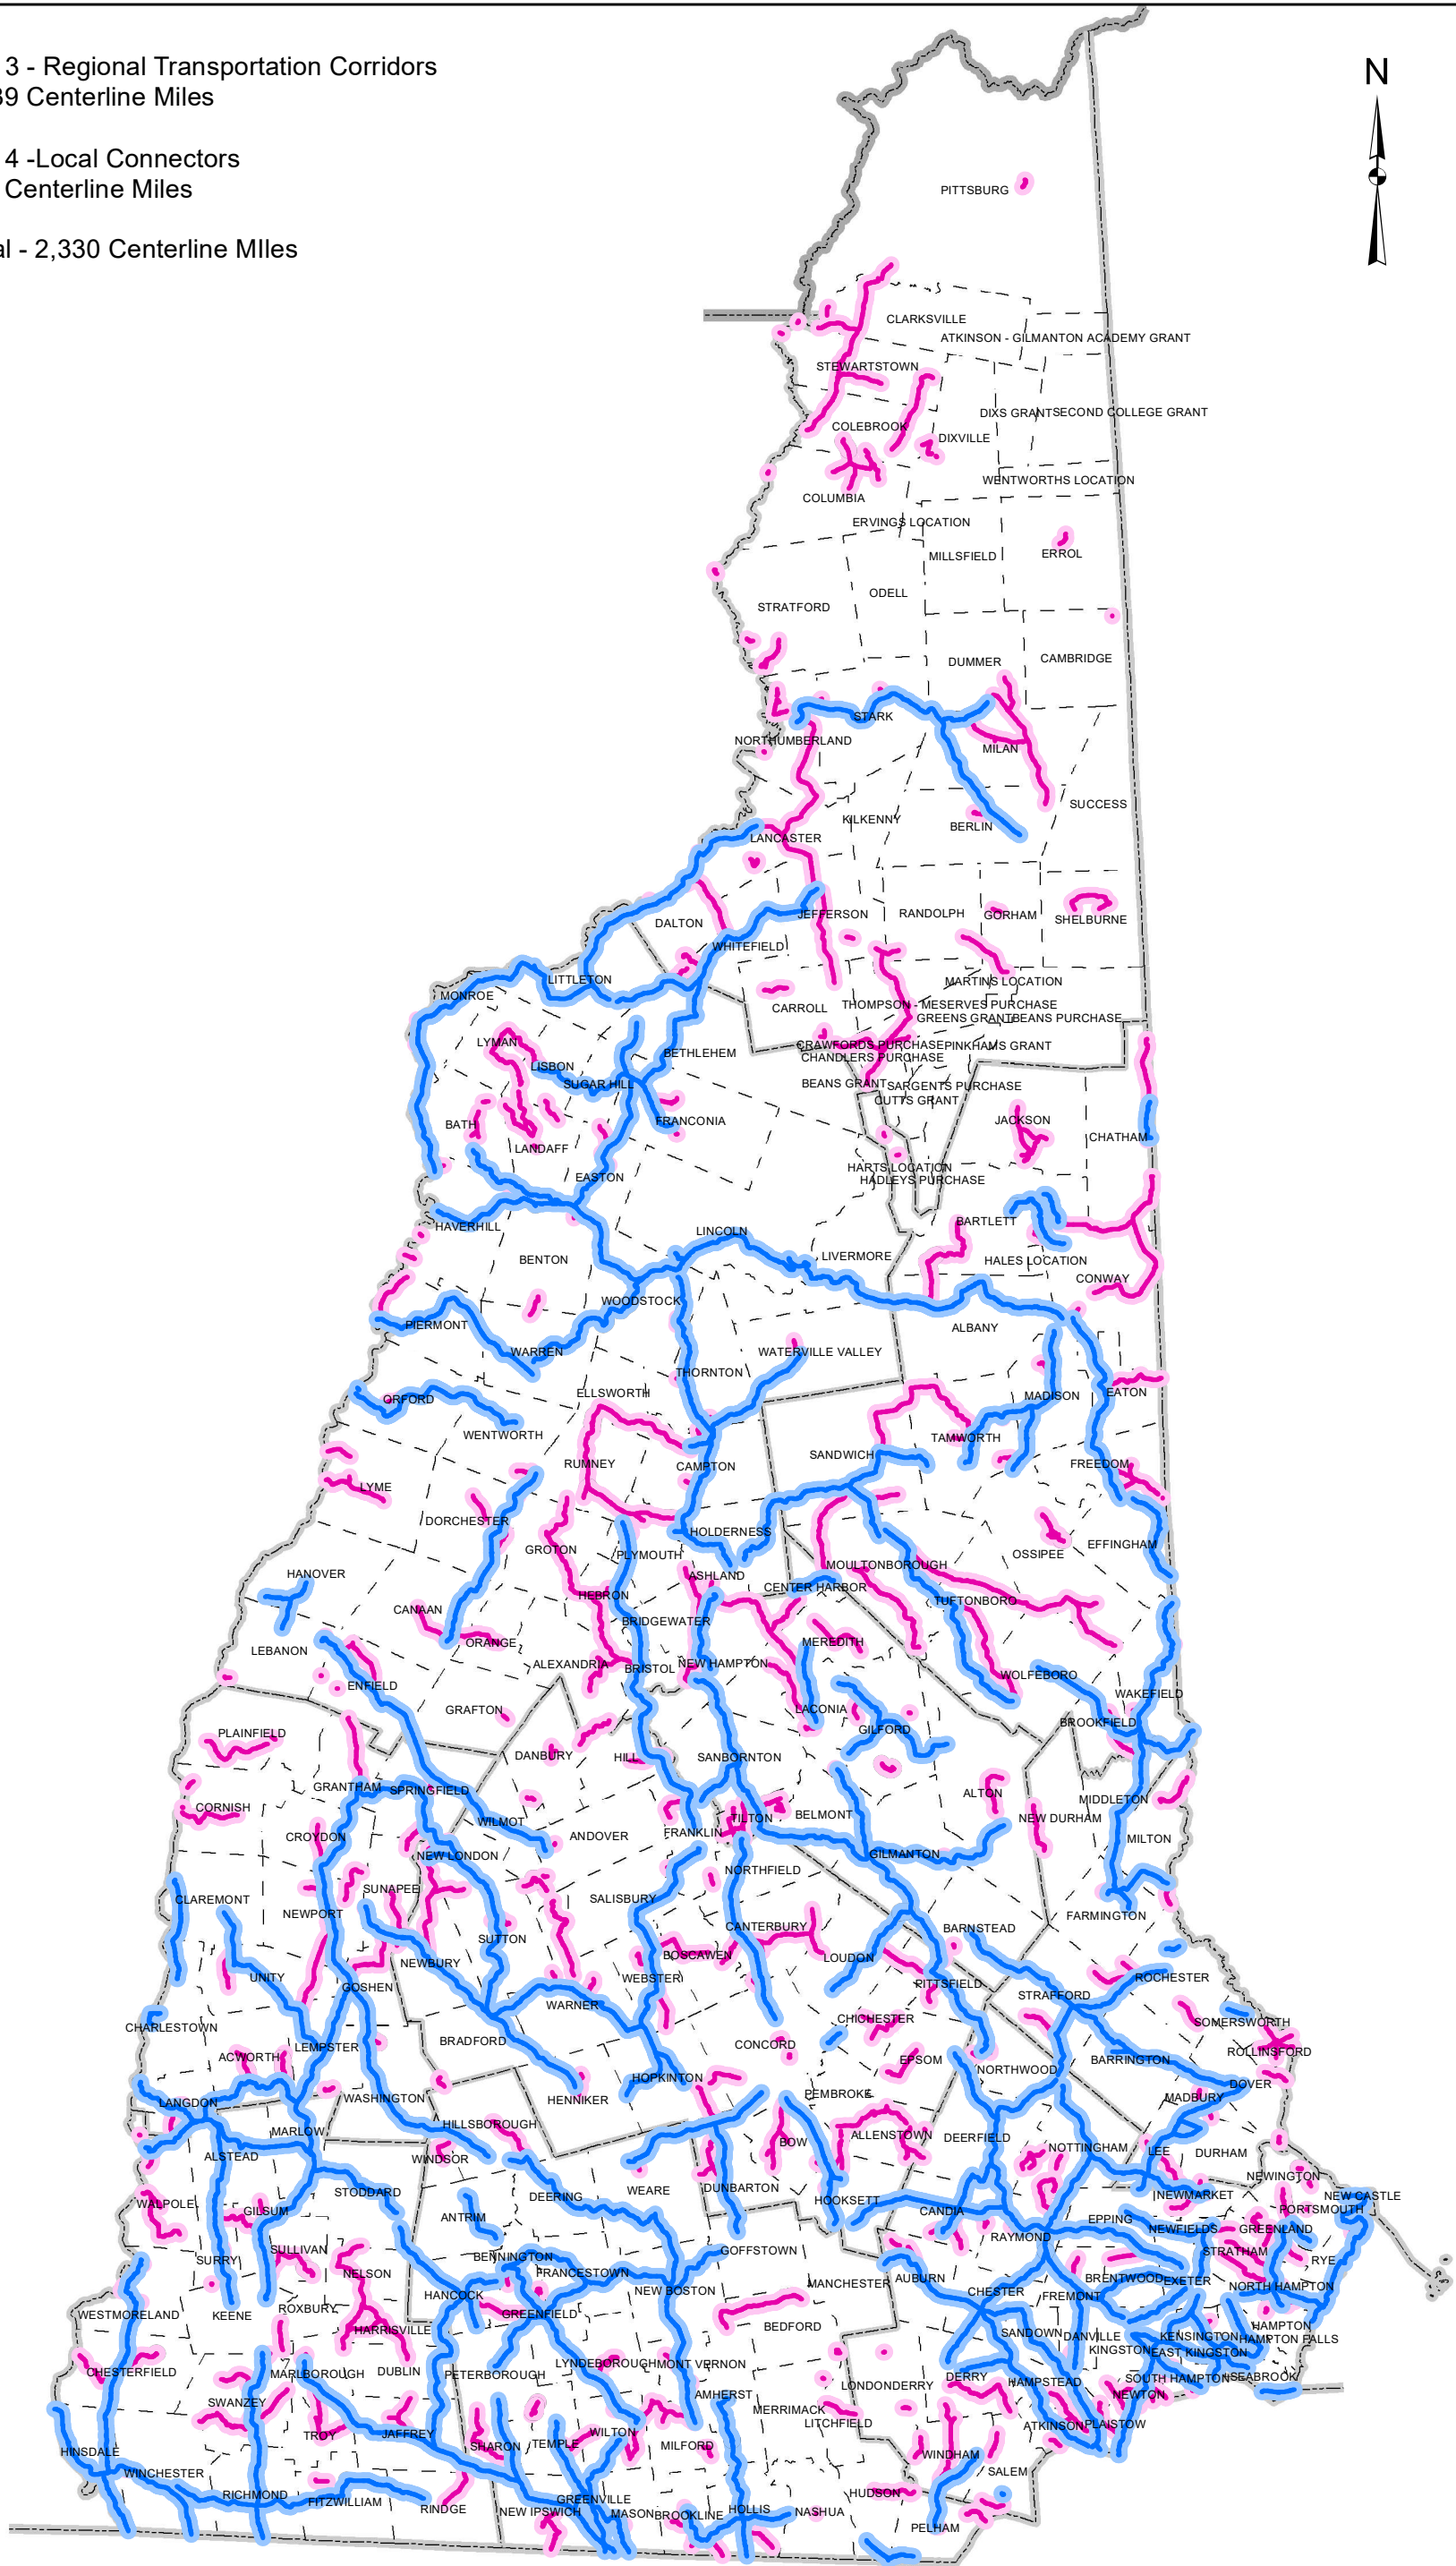 3 - Regional Transportation Corridors
39 Centerline Miles
4 -Local Connectors
Centerline Miles
al - 2,330 Centerline MIles
N
PITTSBURG
CLARKSVILLE
ATKINSON - GILMANTON ACADEMY GRANT
STEWARTSTOWN
DIXS GRANT
SECOND COLLEGE GRANT
COLEBROOK
DIXVILLE
WENTWORTHS LOCATION
COLUMBIA
ERVINGS LOCATION
MILLSFIELD
ERROL
ODELL
STRATFORD
DUMMER
CAMBRIDGE
STARK
NORTHUMBERLAND
MILAN
SUCCESS
KILKENNY
BERLIN
LANCASTER
JEFFERSON
RANDOLPH
GORHAM
SHELBURNE
DALTON
WHITEFIELD
LITTLETON
MARTINS LOCATION
MONROE
CARROLL
THOMPSON - MESERVES PURCHASE
GREENS GRANT
BEANS PURCHASE
LYMAN
CRAWFORDS PURCHASE
PINKHAMS GRANT
BETHLEHEM
CHANDLERS PURCHASE
LISBON
SUGAR HILL
BEANS GRANT
SARGENTS PURCHASE
CUTTS GRANT
FRANCONIA
JACKSON
BATH
CHATHAM
LANDAFF
HARTS LOCATION
EASTON
HADLEYS PURCHASE
BARTLETT
HAVERHILL
LINCOLN
LIVERMORE
BENTON
HALES LOCATION
CONWAY
WOODSTOCK
PIERMONT
ALBANY
WARREN
WATERVILLE VALLEY
THORNTON
ELLSWORTH
MADISON
EATON
ORFORD
WENTWORTH
TAMWORTH
SANDWICH
RUMNEY
CAMPTON
FREEDOM
LYME
DORCHESTER
HOLDERNESS
EFFINGHAM
GROTON
PLYMOUTH
OSSIPEE
MOULTONBOROUGH
HANOVER
ASHLAND
CENTER HARBOR
HEBRON
TUFTONBORO
CANAAN
BRIDGEWATER
ORANGE
MEREDITH
LEBANON
ALEXANDRIA
BRISTOL
NEW HAMPTON
WOLFEBORO
ENFIELD
WAKEFIELD
GRAFTON
LACONIA
BROOKFIELD
GILFORD
PLAINFIELD
DANBURY
HILL
SANBORNTON
GRANTHAM
SPRINGFIELD
ALTON
MIDDLETON
CORNISH
BELMONT
NEW DURHAM
WILMOT
TILTON
CROYDON
ANDOVER
FRANKLIN
MILTON
NEW LONDON
GILMANTON
NORTHFIELD
SUNAPEE
CLAREMONT
SALISBURY
NEWPORT
FARMINGTON
CANTERBURY
BARNSTEAD
SUTTON
BOSCAWEN
LOUDON
NEWBURY
UNITY
WEBSTER
ROCHESTER
GOSHEN
PITTSFIELD
STRAFFORD
WARNER
CHICHESTER
SOMERSWORTH
CHARLESTOWN
BRADFORD
CONCORD
LEMPSTER
ROLLINSFORD
ACWORTH
EPSOM
BARRINGTON
NORTHWOOD
HOPKINTON
DOVER
WASHINGTON
HENNIKER
PEMBROKE
MADBURY
LANGDON
HILLSBOROUGH
MARLOW
ALLENSTOWN
DEERFIELD
BOW
NOTTINGHAM
LEE
DURHAM
ALSTEAD
WINDSOR
NEWINGTON
STODDARD
WEARE
DUNBARTON
DEERING
NEWMARKET
NEW CASTLE
WALPOLE
HOOKSETT
PORTSMOUTH
GILSUM
CANDIA
ANTRIM
EPPING
NEWFIELDS
GREENLAND
RAYMOND
SULLIVAN
GOFFSTOWN
STRATHAM
BENNINGTON
SURRY
RYE
NELSON
FRANCESTOWN
AUBURN
BRENTWOOD
EXETER
MANCHESTER
NORTH HAMPTON
NEW BOSTON
CHESTER
HANCOCK
FREMONT
ROXBURY
WESTMORELAND
KEENE
GREENFIELD
BEDFORD
HAMPTON
HARRISVILLE
SANDOWN
DANVILLE
KENSINGTON
HAMPTON FALLS
KINGSTON
EAST KINGSTON
LYNDEBOROUGH
MONT VERNON
CHESTERFIELD
MARLBOROUGH
DUBLIN
PETERBOROUGH
DERRY
HAMPSTEAD
SOUTH HAMPTON
SEABROOK
LONDONDERRY
NEWTON
AMHERST
SWANZEY
MERRIMACK
LITCHFIELD
ATKINSON
PLAISTOW
TROY
JAFFREY
WILTON
SHARON
TEMPLE
MILFORD
HINSDALE
WINDHAM
SALEM
WINCHESTER
HUDSON
RICHMOND
FITZWILLIAM
GREENVILLE
RINDGE
NEW IPSWICH
MASON
BROOKLINE
HOLLIS
NASHUA
PELHAM